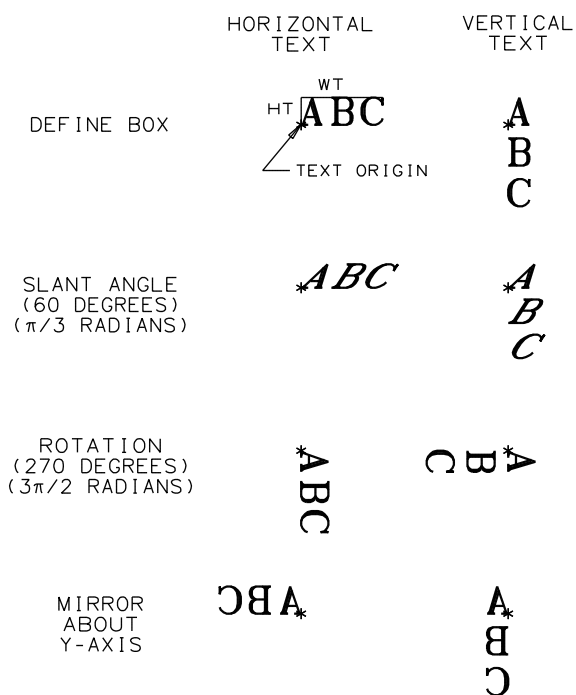 HORIZONTAL TEXT
VERTICAL TEXT
DEFINE BOX
WT
HT
ABC
TEXT ORIGIN
A
B
C
SLANT ANGLE
(60 DEGREES)
(π/3 RADIANS)
ABC
A
B
C
ROTATION
(270 DEGREES)
(3π/2 RADIANS)
ABC
A
B
C
MIRROR
ABOUT
Y-AXIS
ABC
A
B
C